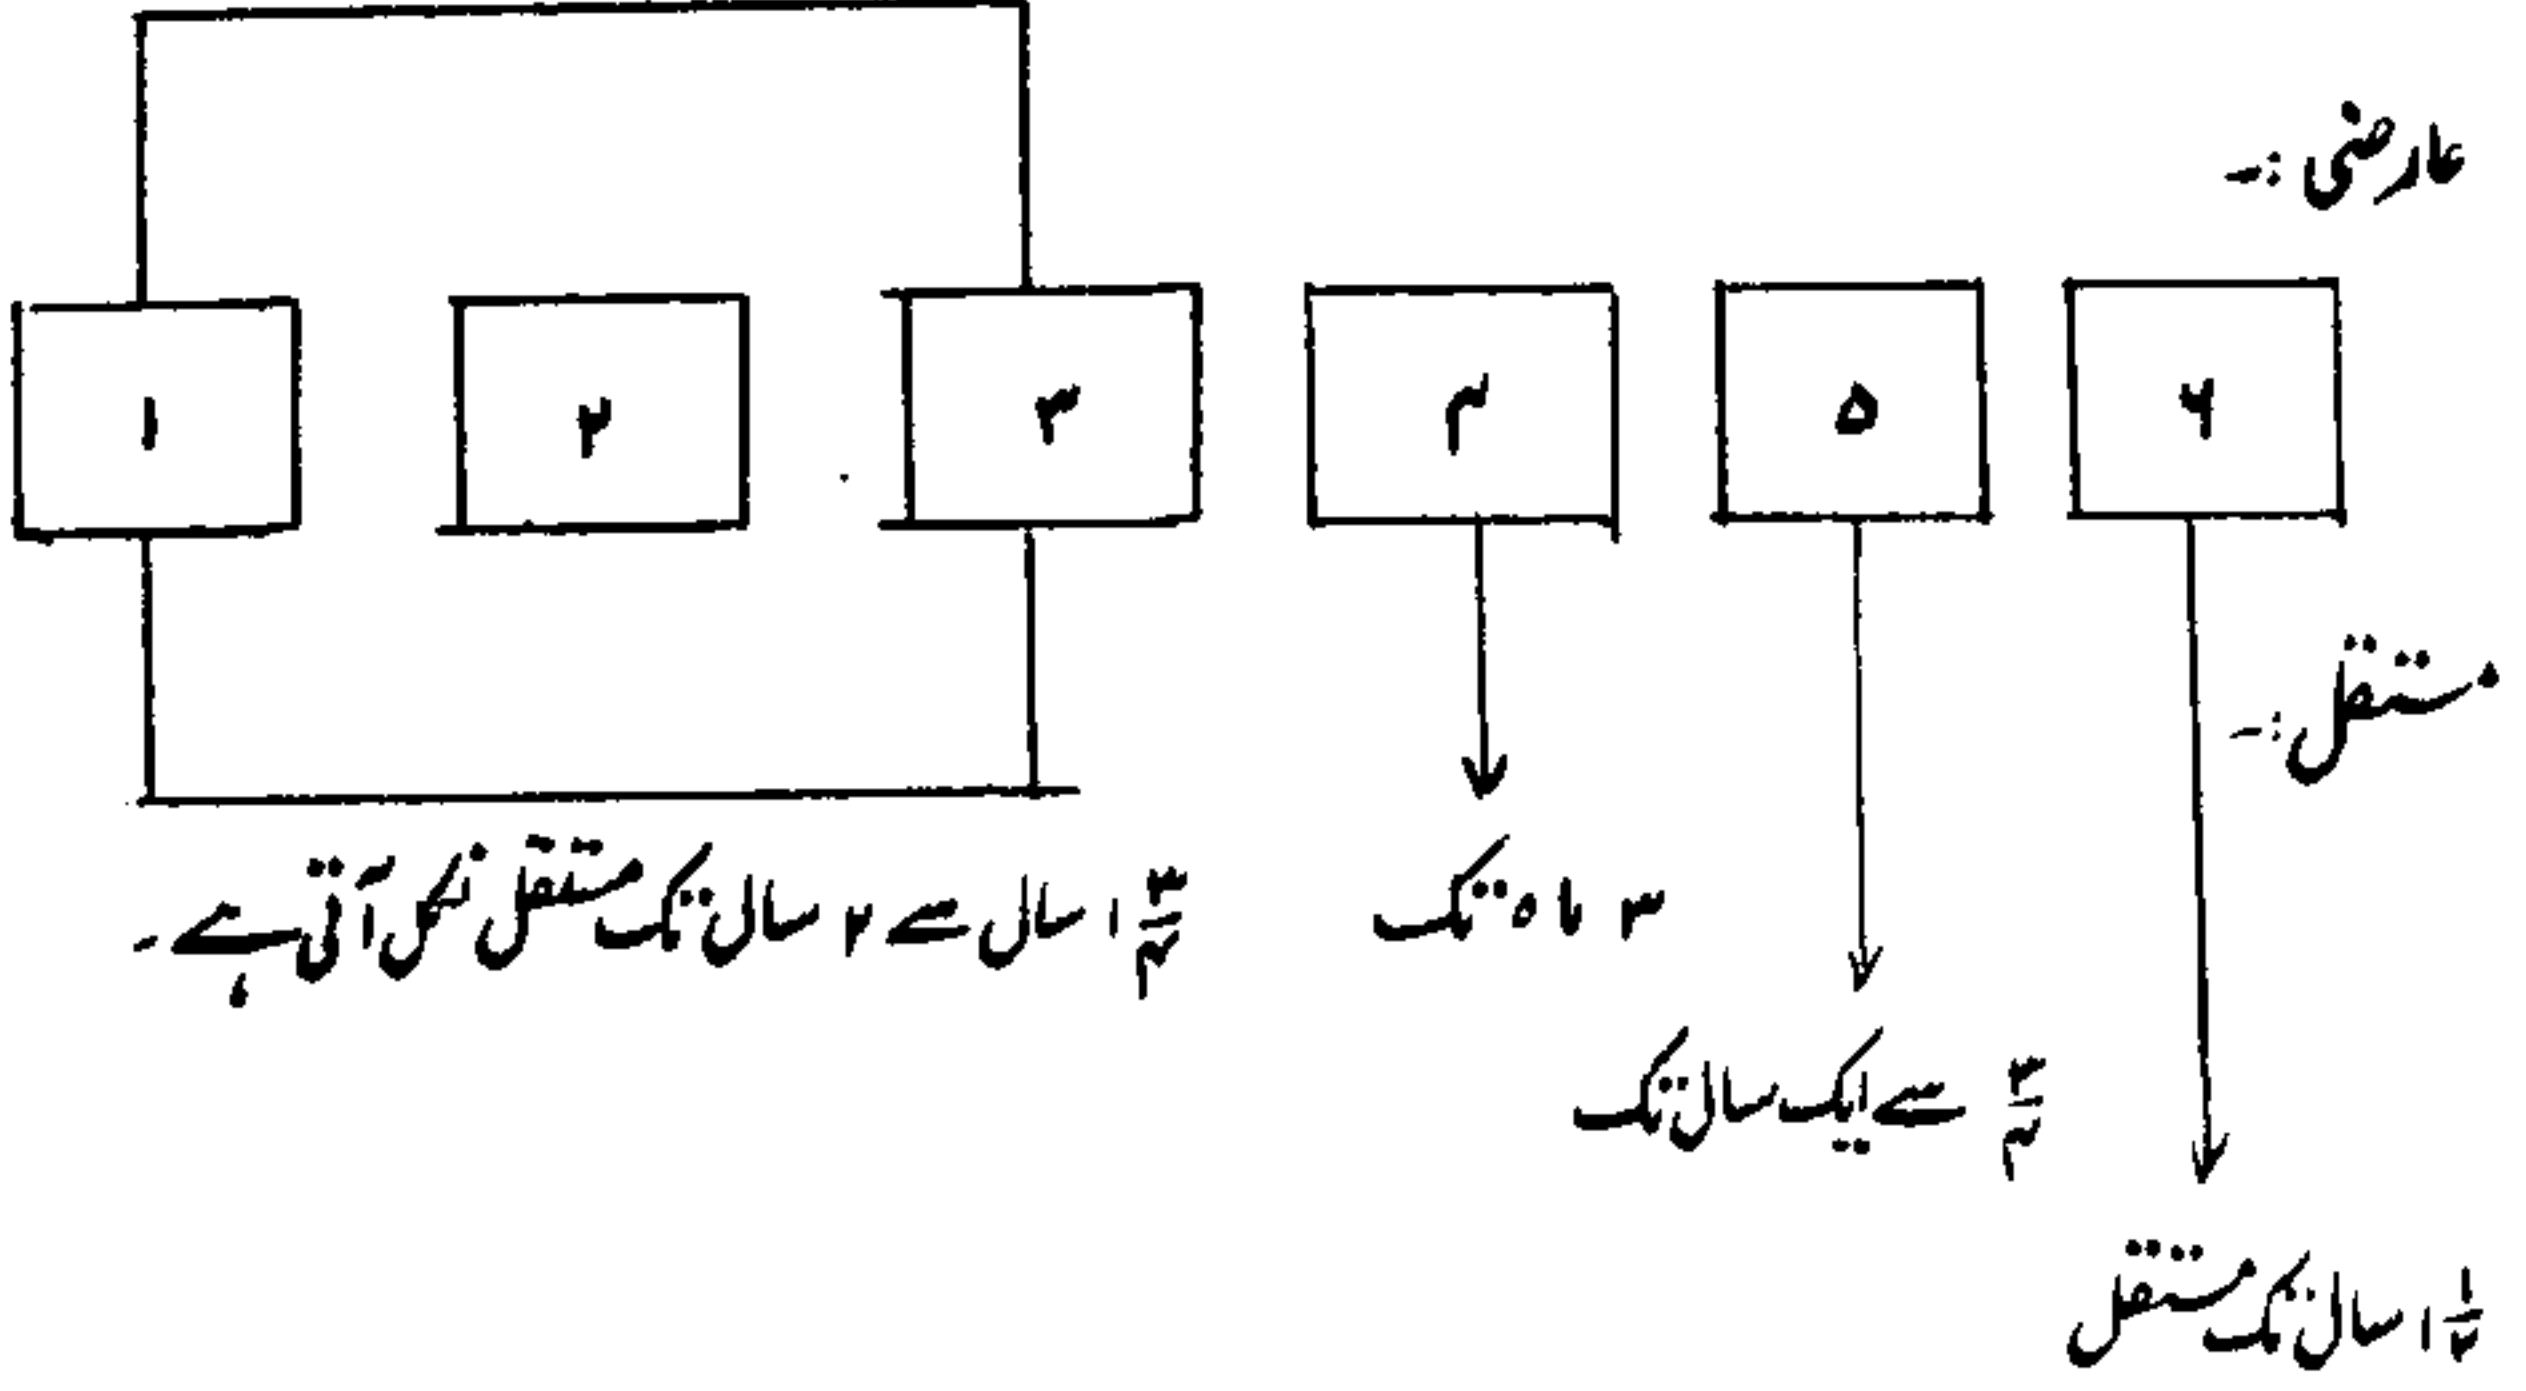 عارضی :۔
۱ ۲ ۳ ۴ ۵ ۶
مستقل :۔
۱ ۳/۴ سال سے ۲ سال تک مستقل نکل آتی ہے۔
۳ ماہ تک
۳/۴ سے ایک سال تک
۱ ۱/۲ سال تک مستقل